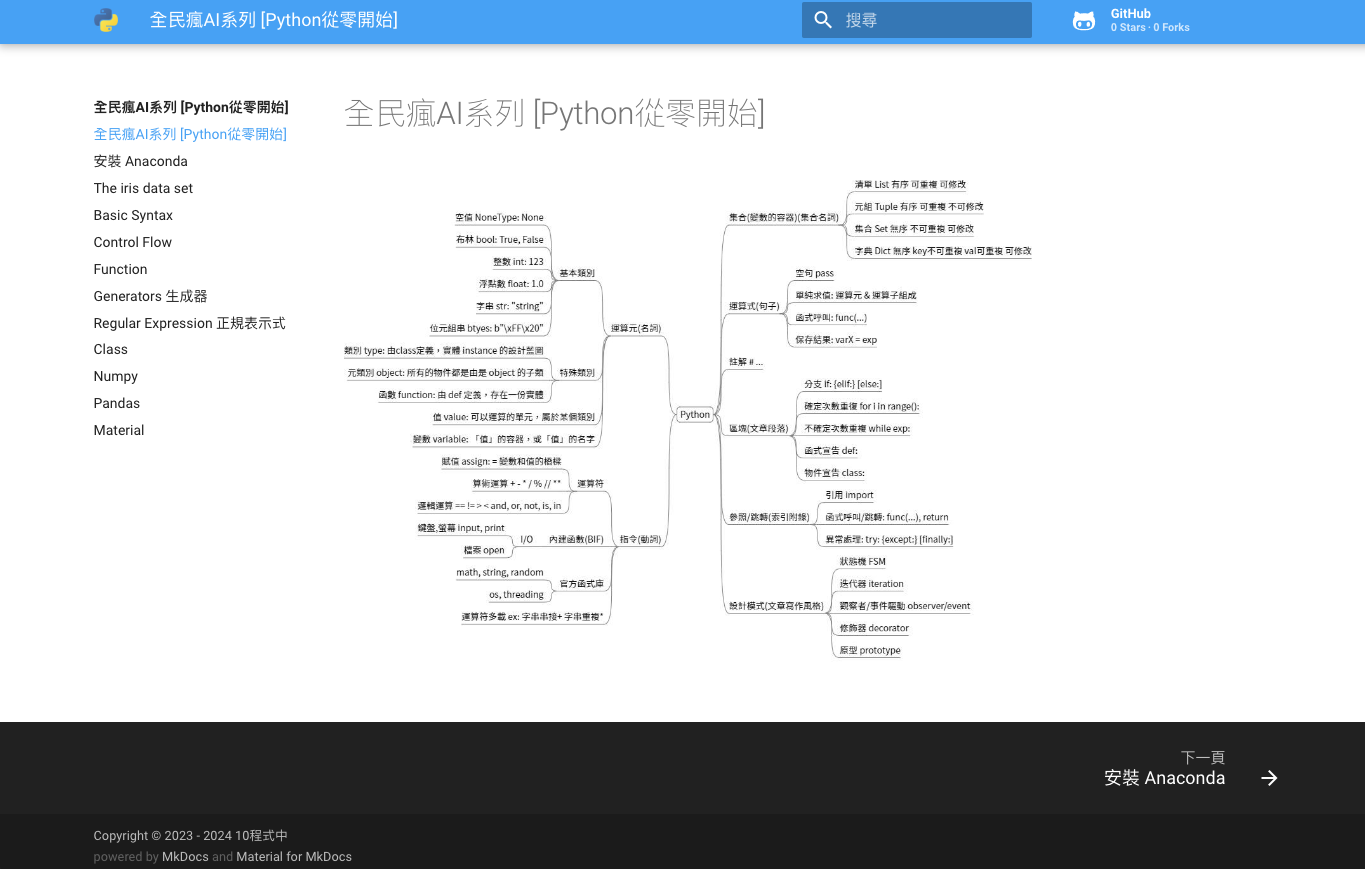 全民瘋AI系列 [Python從零開始]
搜尋
GitHub
0 Stars · 0 Forks
全民瘋AI系列 [Python從零開始]
全民瘋AI系列 [Python從零開始]
安裝 Anaconda
The iris data set
Basic Syntax
Control Flow
Function
Generators 生成器
Regular Expression 正規表示式
Class
Numpy
Pandas
Material
全民瘋AI系列 [Python從零開始]
空值 NoneType: None
布林 bool: True, False
整數 int: 123
浮點數 float: 1.0
字串 str: "string"
位元組串 btyes: b"\xFF\x20"
基本類別
類別 type: 由class定義，實體 instance 的設計藍圖
元類別 object: 所有的物件都是由是 object 的子類
函數 function: 由 def 定義，存在一份實體
特殊類別
值 value: 可以運算的單元，屬於某個類別
變數 variable: 「值」的容器，或「值」的名字
運算元(名詞)
賦值 assign: = 變數和值的橋樑
算術運算 + - * / % // **
邏輯運算 == != > < and, or, not, is, in
運算符
鍵盤,螢幕 input, print
檔案 open
I/O
內建函數(BIF)
math, string, random
os, threading
官方函式庫
運算符多載 ex: 字串串接+ 字串重複*
指令(動詞)
Python
集合(變數的容器)(集合名詞)
清單 List 有序 可重複 可修改
元組 Tuple 有序 可重複 不可修改
集合 Set 無序 不可重複 可修改
字典 Dict 無序 key不可重複 val可重複 可修改
運算式(句子)
空句 pass
單純求值: 運算元 & 運算子組成
函式呼叫: func(...)
保存結果: varX = exp
註解 # ...
區塊(文章段落)
分支 if: {elif:} [else:]
確定次數重復 for i in range():
不確定次數重複 while exp:
函式宣告 def:
物件宣告 class:
參照/跳轉(索引附錄)
引用 import
函式呼叫/跳轉: func(...), return
異常處理: try: {except:} [finally:]
設計模式(文章寫作風格)
狀態機 FSM
迭代器 iteration
觀察者/事件驅動 observer/event
修飾器 decorator
原型 prototype
下一頁
安裝 Anaconda
Copyright © 2023 - 2024 10程式中
powered by MkDocs and Material for MkDocs